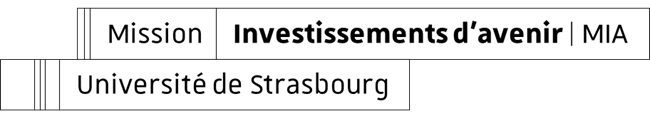 Mission Investissements d'avenir | MIA
Université de Strasbourg